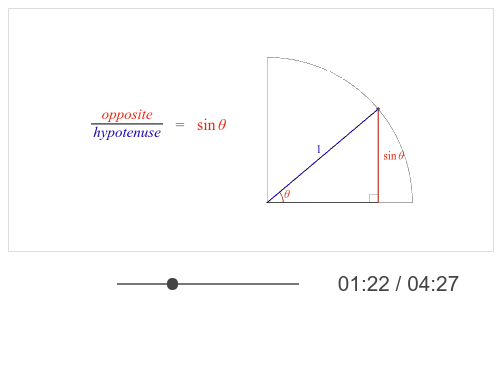 opposite
hypotenuse
= sin θ
1
sin θ
θ
01:22 / 04:27